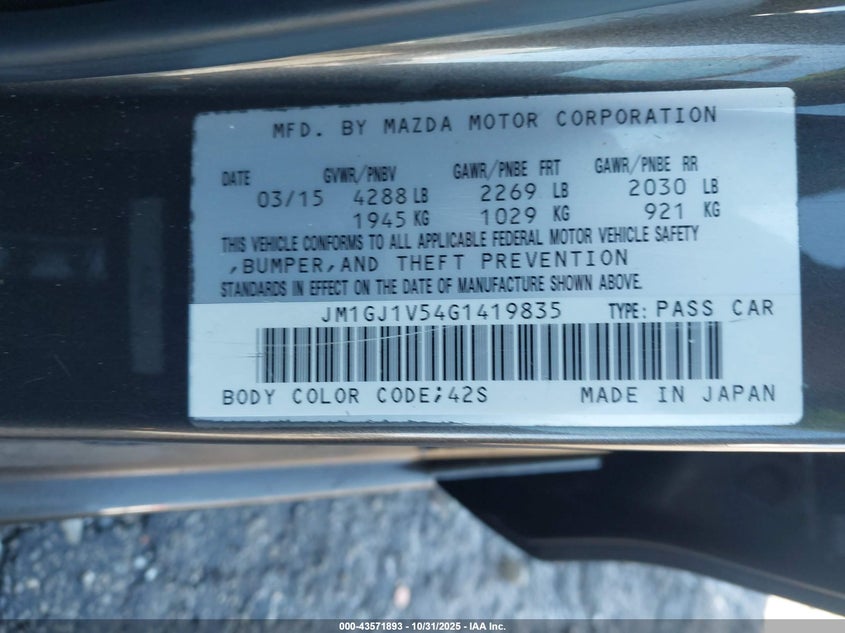 MFD. BY MAZDA MOTOR CORPORATION
DATE GVWR/PNBV GAWR/PNBE FRT GAWR/PNBE RR
03/15 4288 LB 2269 LB 2030 LB
1945 KG 1029 KG 921 KG
THIS VEHICLE CONFORMS TO ALL APPLICABLE FEDERAL MOTOR VEHICLE SAFETY
,BUMPER,AND THEFT PREVENTION
STANDARDS IN EFFECT ON THE DATE OF MANUFACTURE SHOWN ABOVE.
JM1GJ1V54G1419835 TYPE: PASS CAR
BODY COLOR CODE;42S MADE IN JAPAN
000-43571893 - 10/31/2025 - IAA Inc.